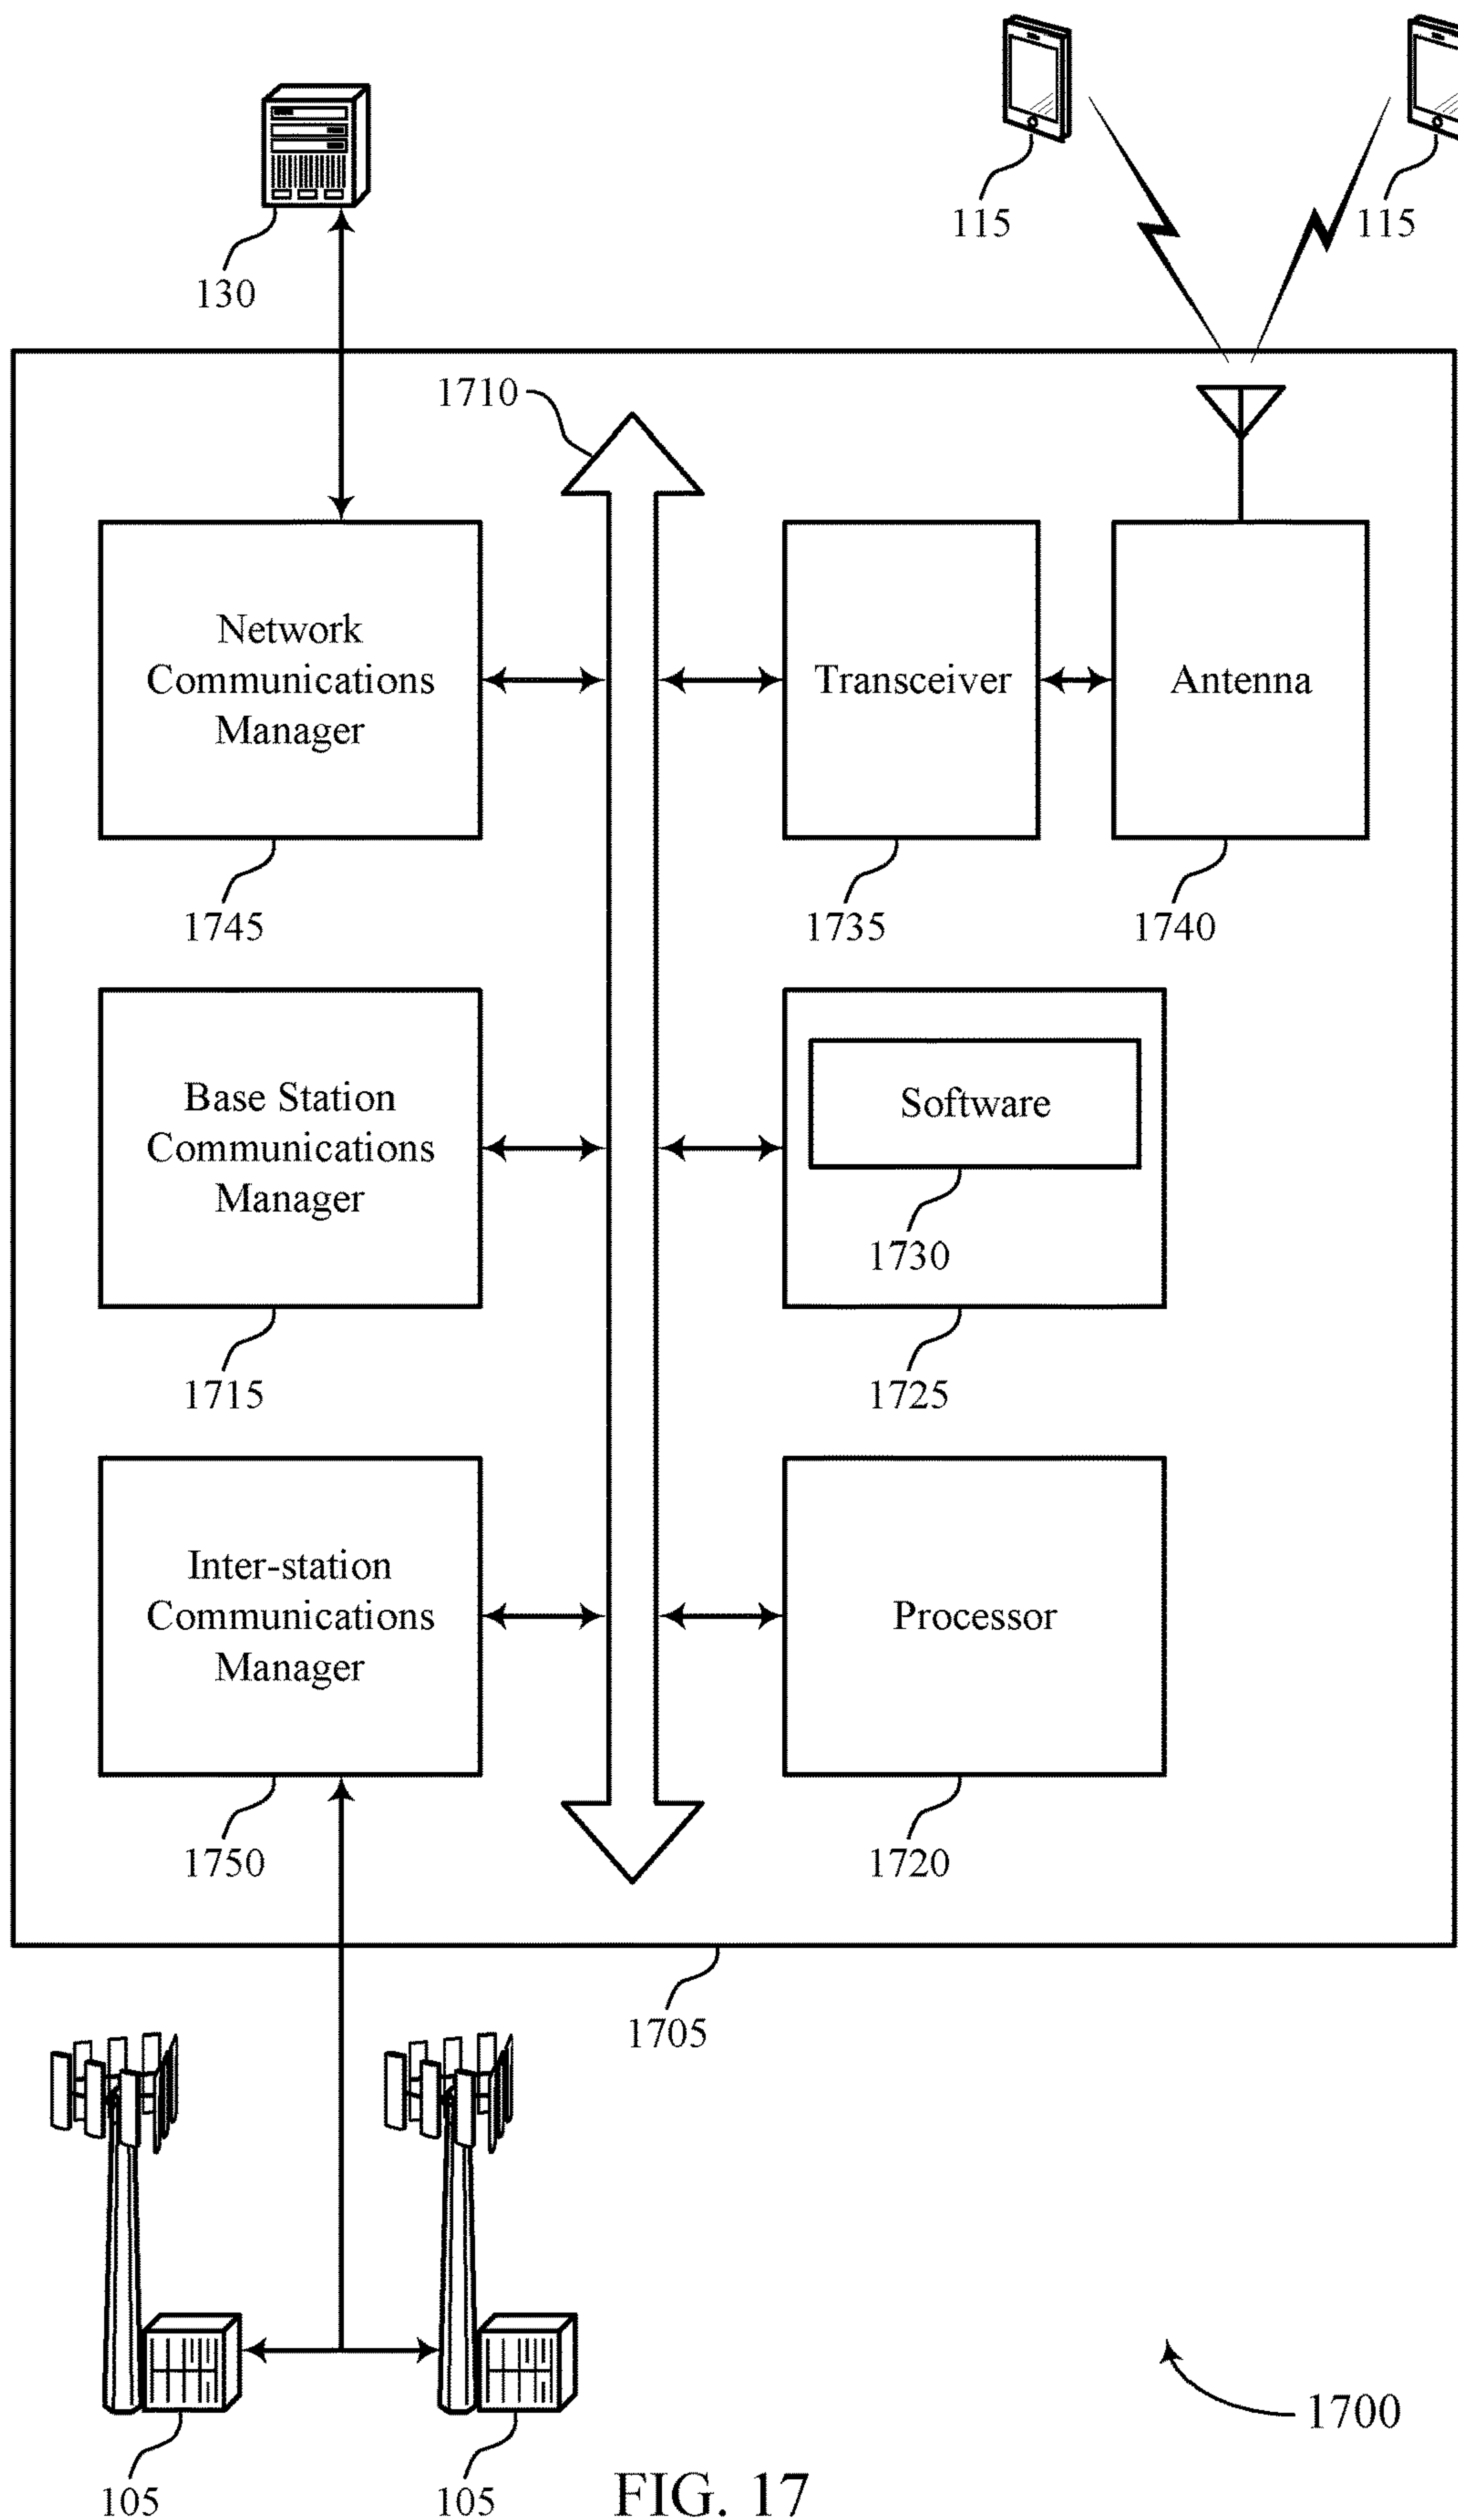 115
115
130
1710
Network
Communications
Manager
Transceiver
Antenna
1745
1735
1740
Base Station
Communications
Manager
Software
1730
1715
1725
Inter-station
Communications
Manager
Processor
1750
1720
1705
1700
105
105
FIG. 17